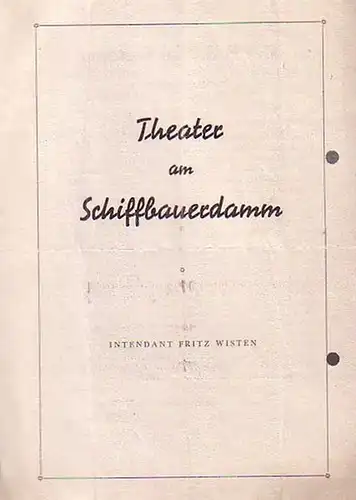 Theater
am
Schiffbauerdamm
INTENDANT FRITZ WISTEN